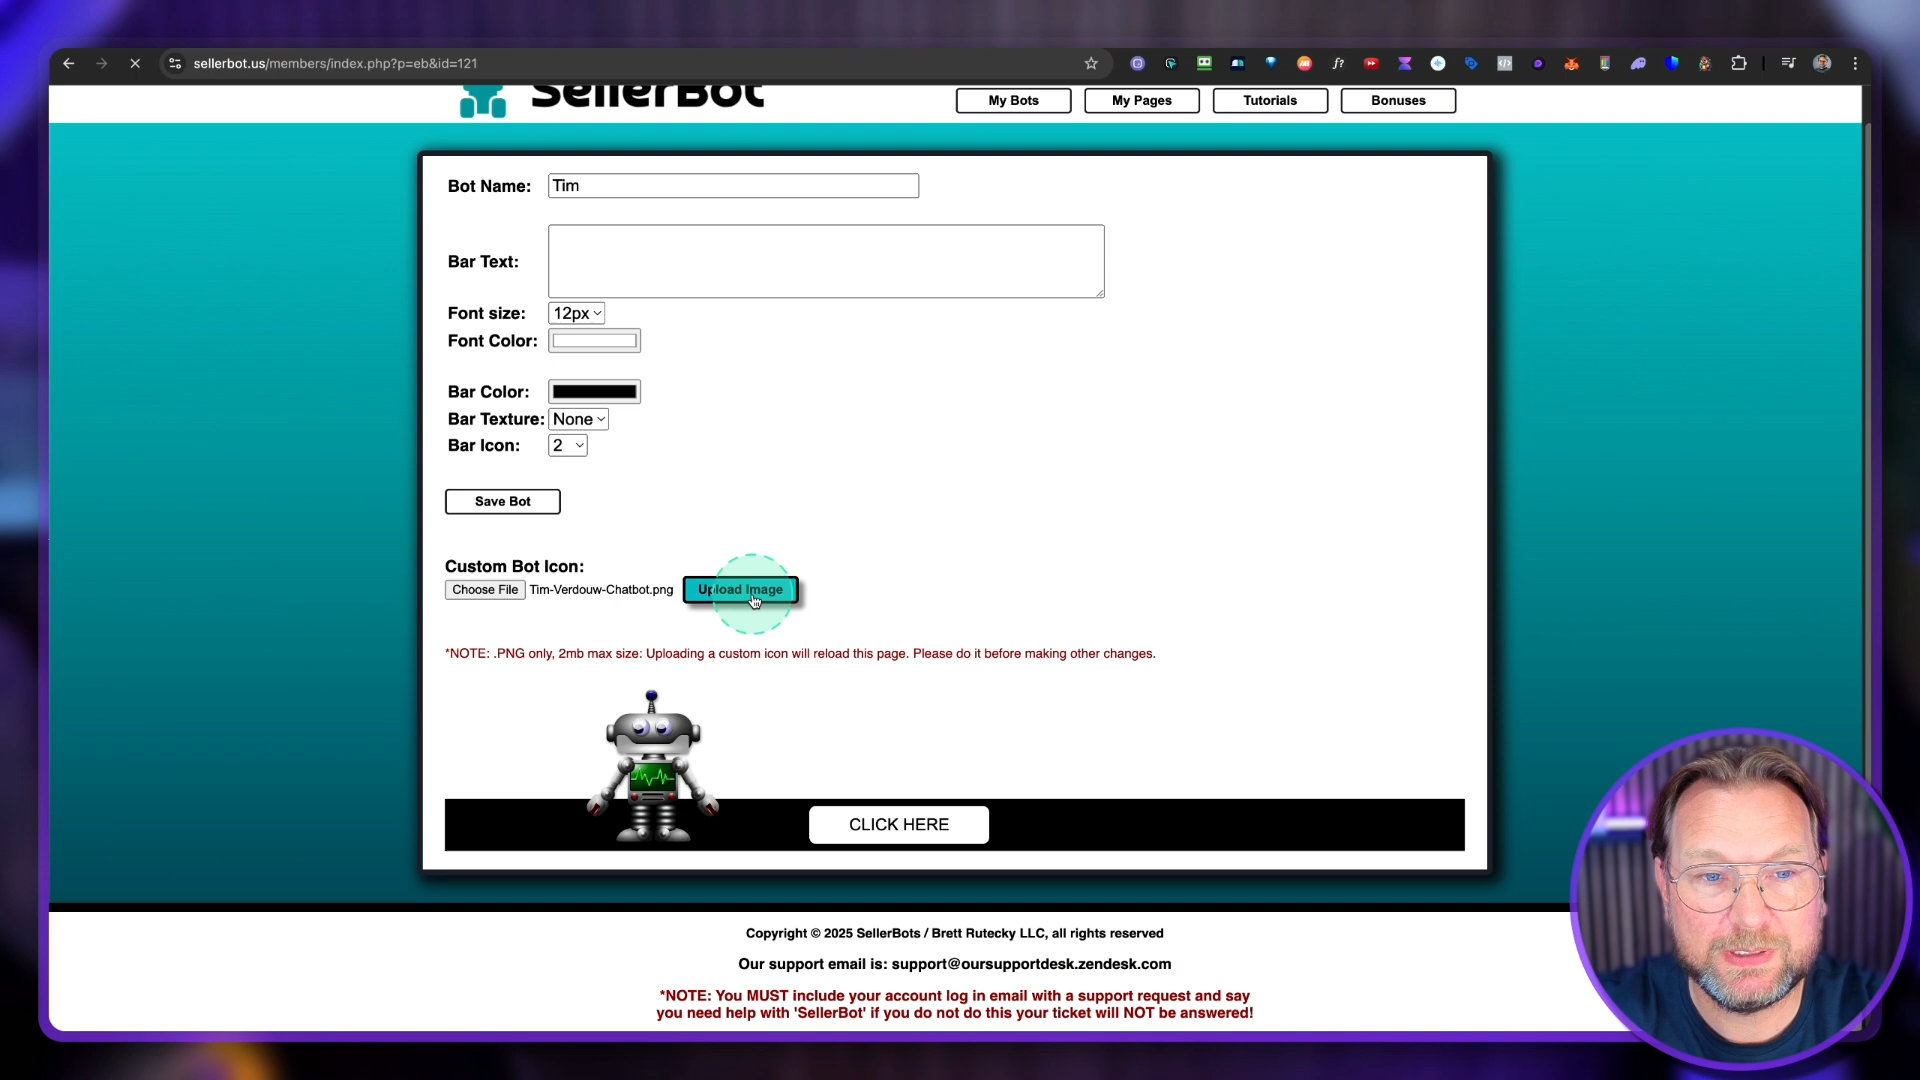 sellerbot.us/members/index.php?p=eb&id=121
SellerBot
My Bots
My Pages
Tutorials
Bonuses
Bot Name:
Tim
Bar Text:
Font size:
12px
Font Color:
Bar Color:
Bar Texture:
None
Bar Icon:
2
Save Bot
Custom Bot Icon:
Choose File Tim-Verdouw-Chatbot.png
Upload Image
*NOTE: .PNG only, 2mb max size: Uploading a custom icon will reload this page. Please do it before making other changes.
CLICK HERE
Copyright © 2025 SellerBots / Brett Rutecky LLC, all rights reserved
Our support email is: support@oursupportdesk.zendesk.com
*NOTE: You MUST include your account log in email with a support request and say
you need help with 'SellerBot' if you do not do this your ticket will NOT be answered!